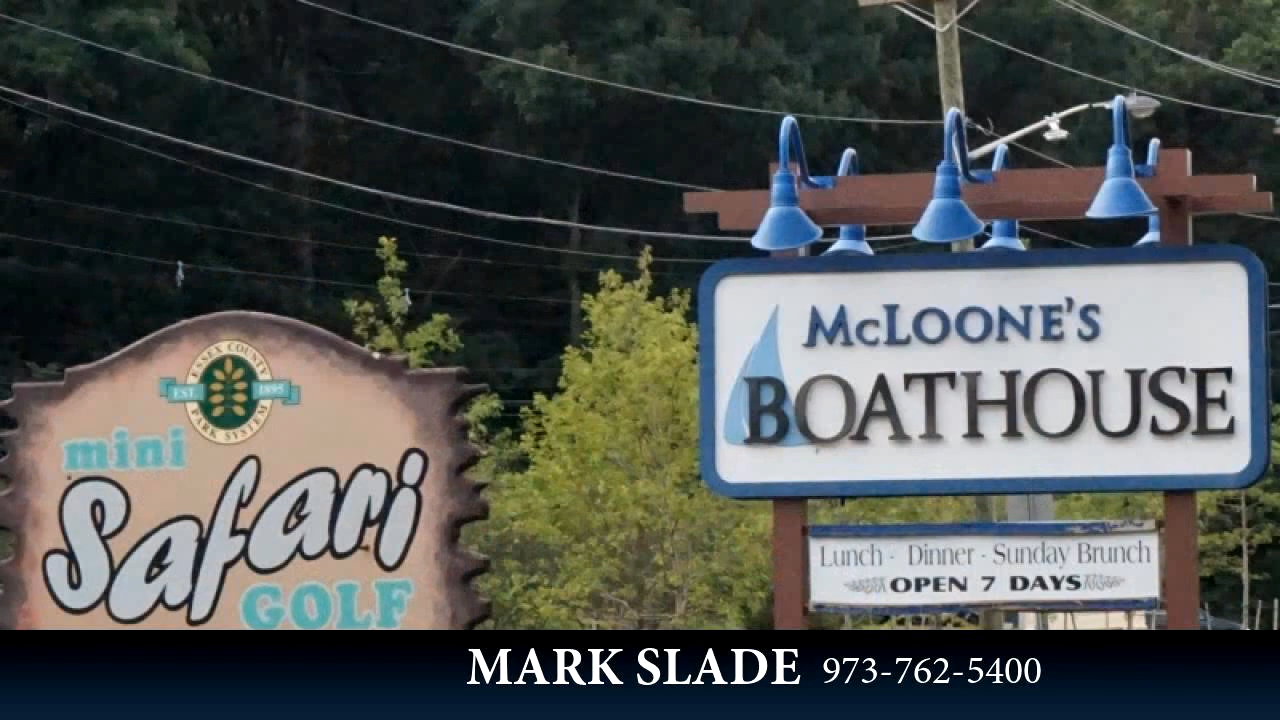 ESSEX COUNTY
EST. 1895
PARK SYSTEM
mini
Safari
GOLF
McLOONE'S
BOATHOUSE
Lunch - Dinner - Sunday Brunch
OPEN 7 DAYS
MARK SLADE 973-762-5400